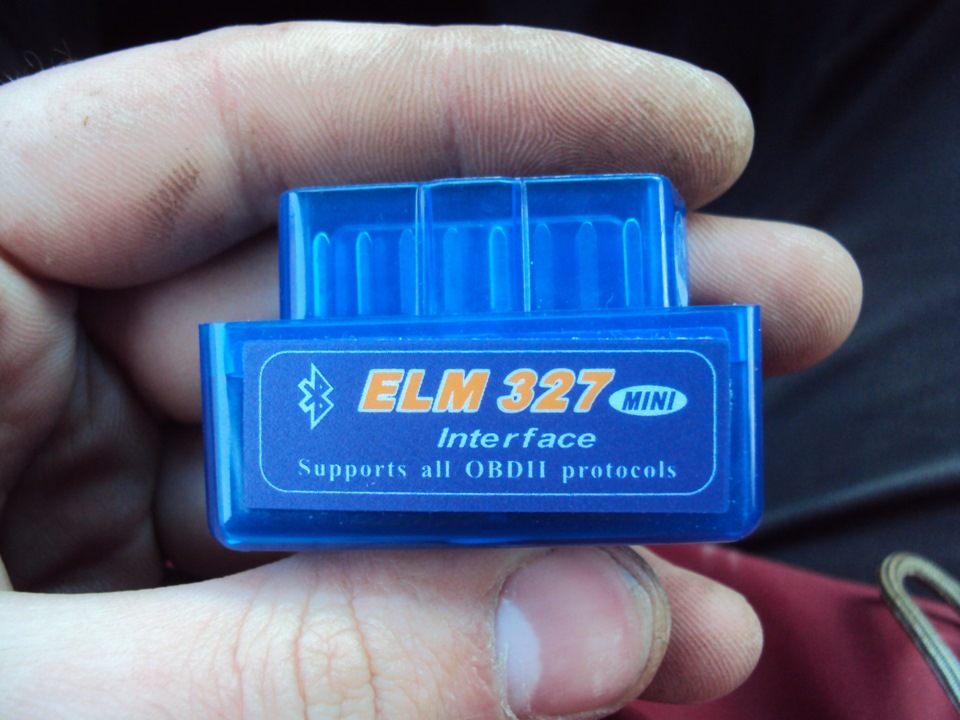 ELM 327 MINI
Interface
Supports all OBDII protocols